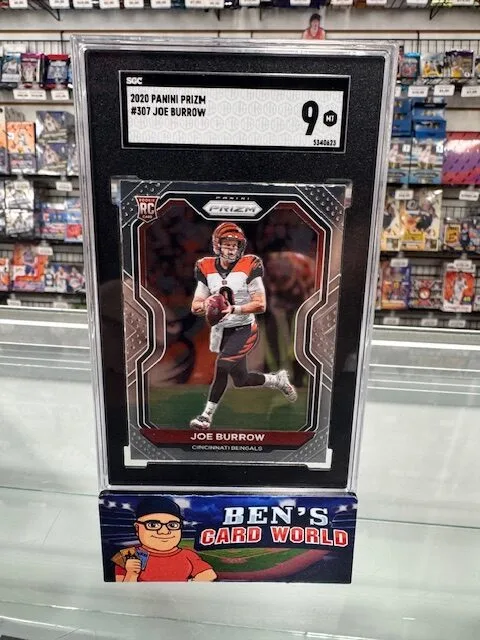 SGC
2020 PANINI PRIZM
#307 JOE BURROW
9 MT
5340623
ROOKIE
RC
CARD
PANINI
PRIZM
JOE BURROW
CINCINNATI BENGALS
BEN'S
CARD WORLD